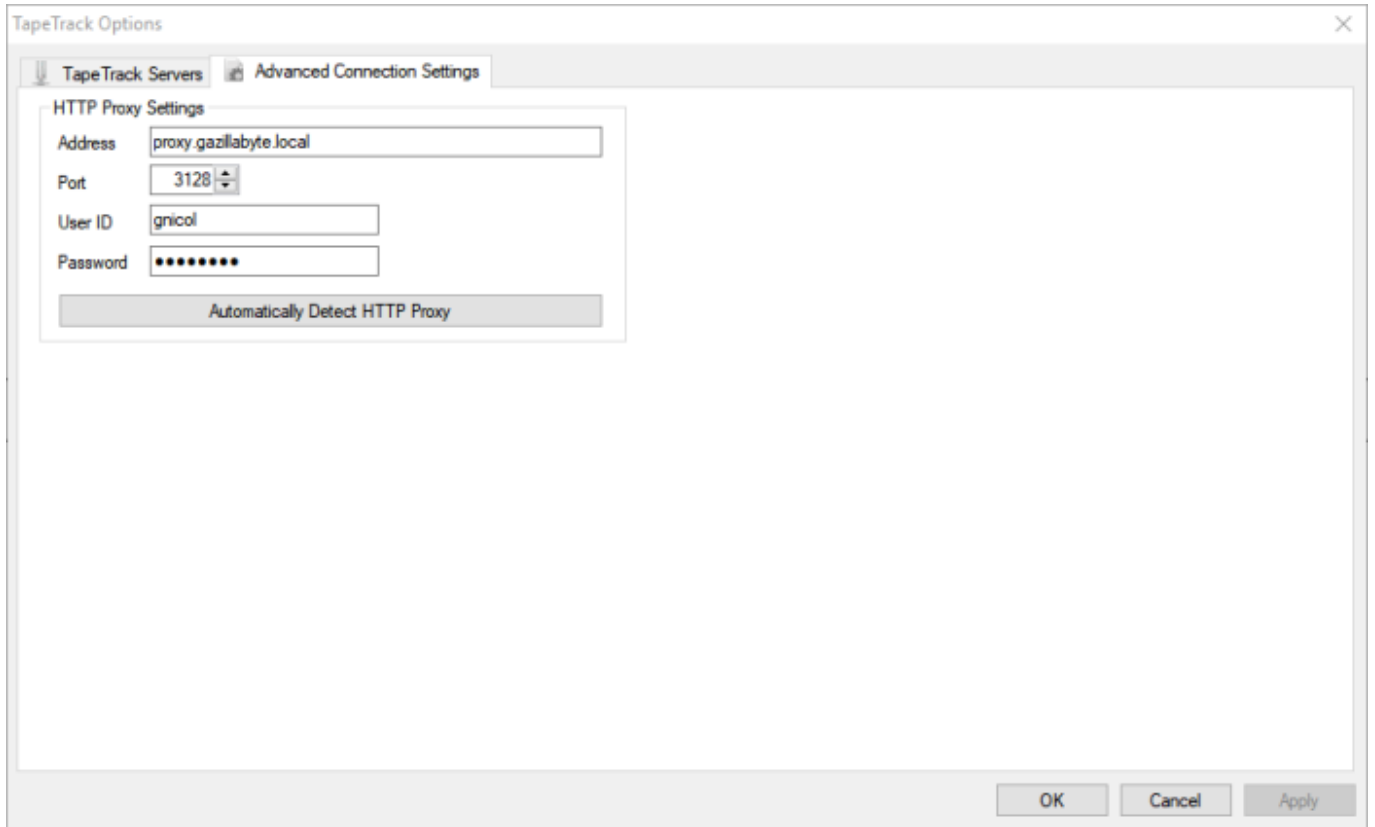 TapeTrack Options
TapeTrack Servers Advanced Connection Settings
HTTP Proxy Settings
Address proxy.gazillabyte.local
Port 3128
User ID gnicol
Password ••••••••
Automatically Detect HTTP Proxy
OK Cancel Apply